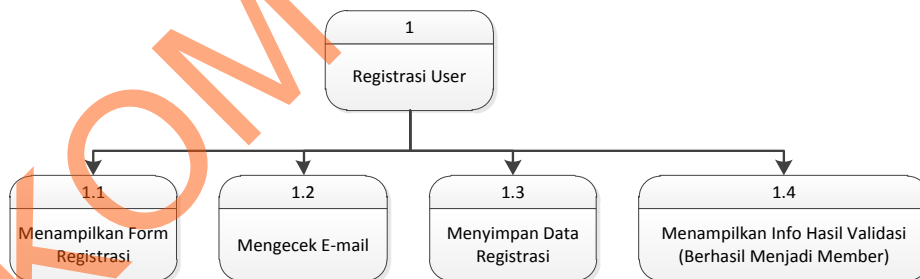 1
Registrasi User
1.1
Menampilkan Form
Registrasi
1.2
Mengecek E-mail
1.3
Menyimpan Data
Registrasi
1.4
Menampilkan Info Hasil Validasi
(Berhasil Menjadi Member)
KOM